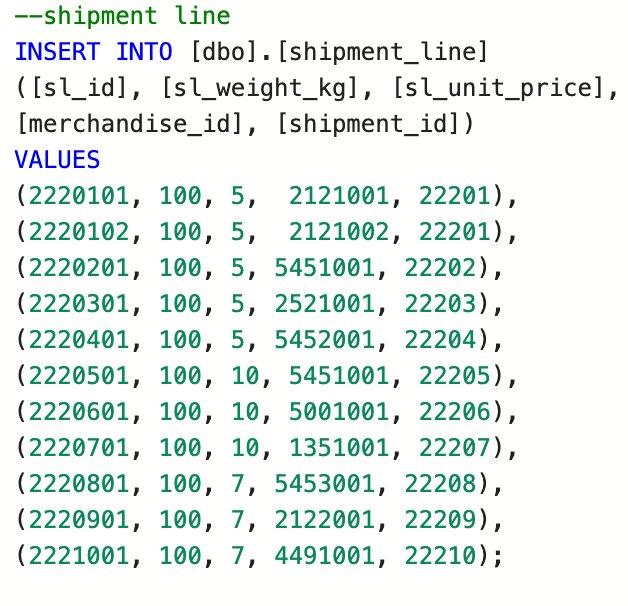 --shipment line
INSERT INTO [dbo].[shipment_line]
([sl_id], [sl_weight_kg], [sl_unit_price],
[merchandise_id], [shipment_id])
VALUES
(2220101, 100, 5,  2121001, 22201),
(2220102, 100, 5,  2121002, 22201),
(2220201, 100, 5, 5451001, 22202),
(2220301, 100, 5, 2521001, 22203),
(2220401, 100, 5, 5452001, 22204),
(2220501, 100, 10, 5451001, 22205),
(2220601, 100, 10, 5001001, 22206),
(2220701, 100, 10, 1351001, 22207),
(2220801, 100, 7, 5453001, 22208),
(2220901, 100, 7, 2122001, 22209),
(2221001, 100, 7, 4491001, 22210);